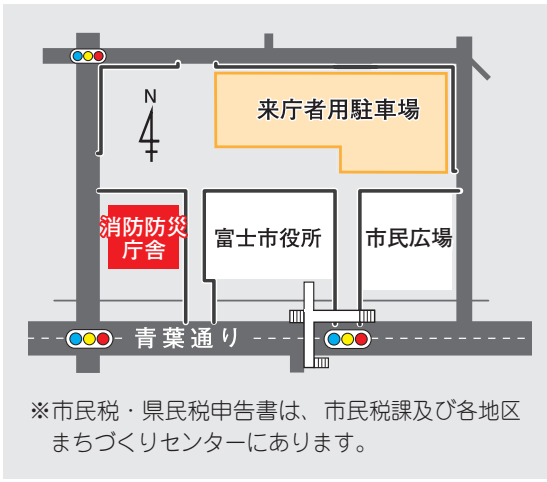 N
来庁者用駐車場
消防防災
庁舎
富士市役所
市民広場
青葉通り
※市民税・県民税申告書は、市民税課及び各地区
まちづくりセンターにあります。